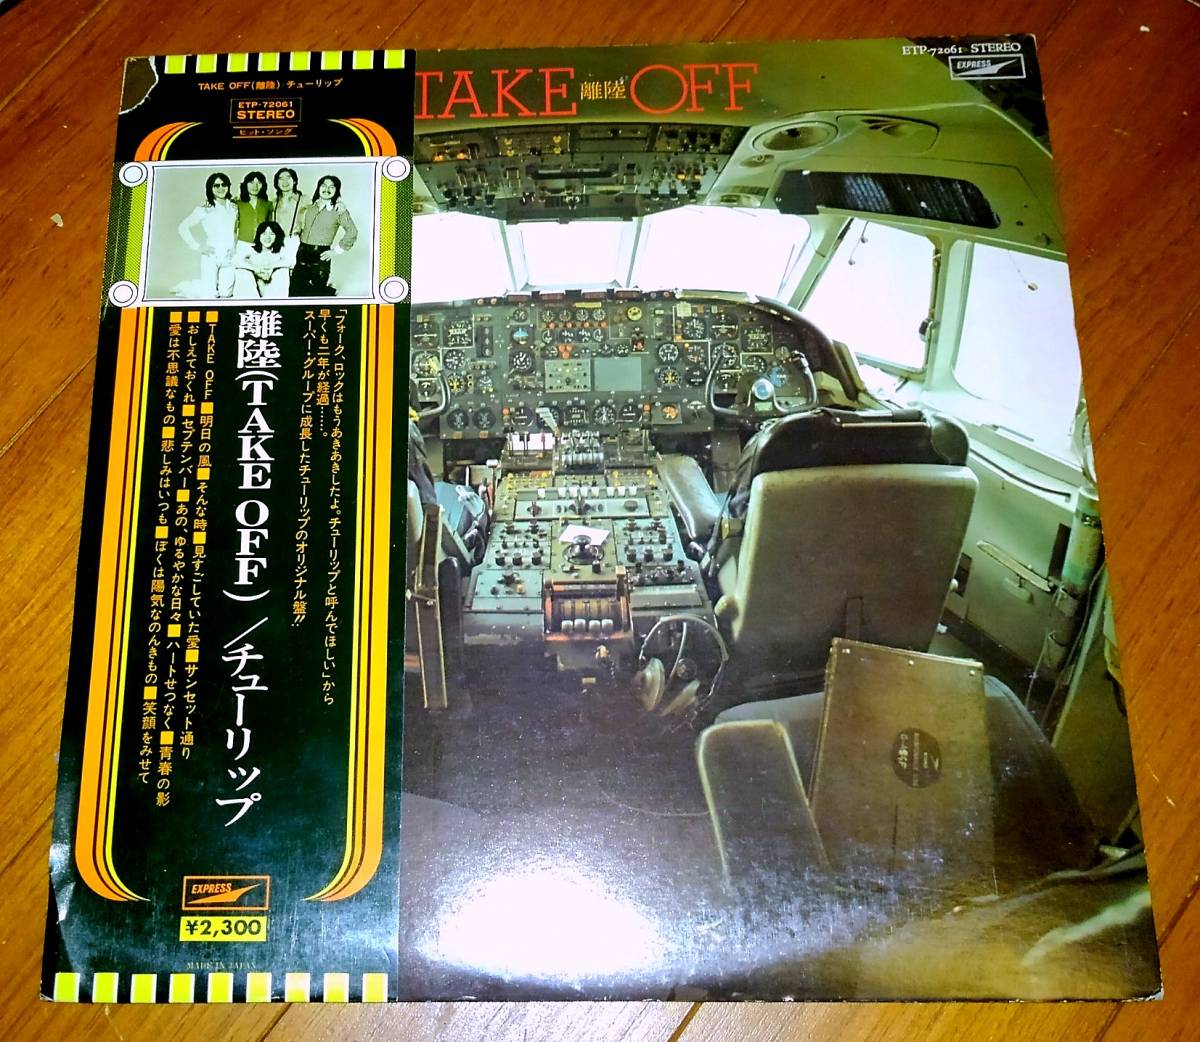 TAKE OFF(離陸) チューリップ
ETP-72061
STEREO
ヒット・ソング
「フォーク、ロックはもうあきあきしたよ。チューリップと呼んでほしい」から
早くも二年が経過……。
スーパー・グループに成長したチューリップのオリジナル盤!!
離陸(TAKE OFF)／チューリップ
■TAKE OFF■明日の風■そんな時■見すごしていた愛■サンセット通り
■おしえておくれ■セプテンバー■あの、ゆるやかな日々■ハートせつなく■青春の影
■愛は不思議なもの■悲しみはいつも■ぼくは陽気なのんきもの■笑顔をみせて
EXPRESS
¥2,300
MADE IN JAPAN
TAKE 離陸 OFF
ETP-72061 STEREO
EXPRESS